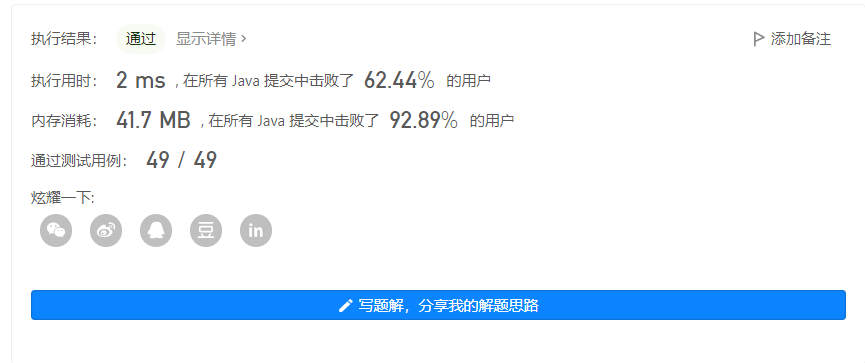 执行结果： 通过 显示详情 › 添加备注
执行用时： 2 ms ，在所有 Java 提交中击败了 62.44% 的用户
内存消耗： 41.7 MB ，在所有 Java 提交中击败了 92.89% 的用户
通过测试用例： 49 / 49
炫耀一下:
豆 in
写题解，分享我的解题思路